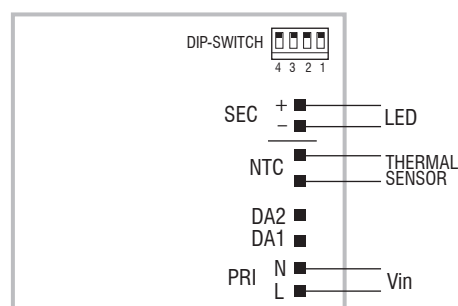 DIP-SWITCH
4 3 2 1
SEC + LED
−
NTC THERMAL
SENSOR
DA2
DA1
PRI N Vin
L